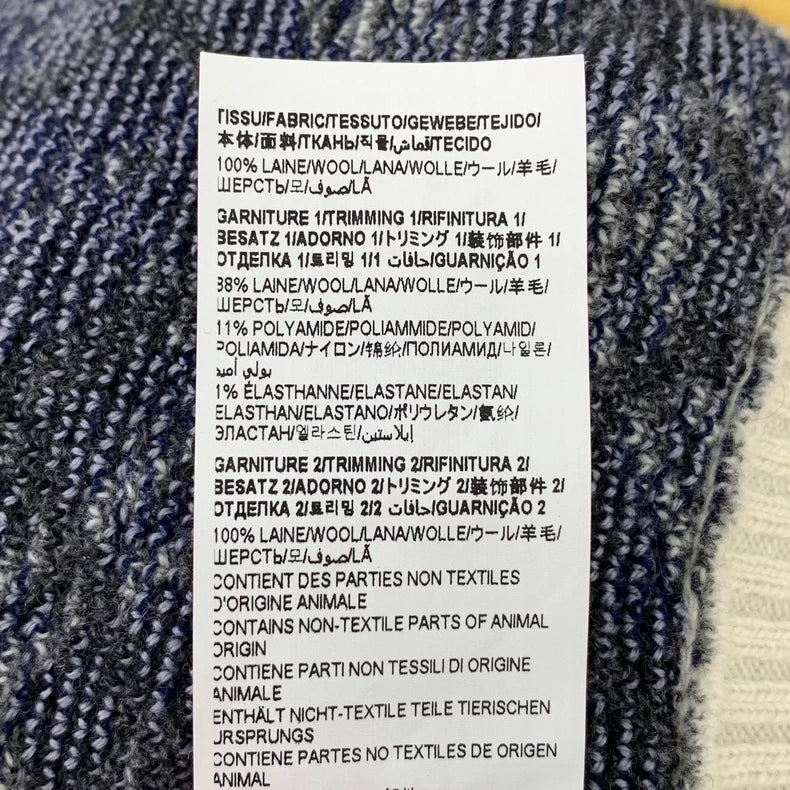 TISSU/FABRIC/TESSUTO/GEWEBE/TEJIDO/
本体/面料/ТКАНЬ/직물/قماش/TECIDO
100% LAINE/WOOL/LANA/WOLLE/ウール/羊毛/
ШЕРСТЬ/모/صوف/LÃ
GARNITURE 1/TRIMMING 1/RIFINITURA 1/
BESATZ 1/ADORNO 1/トリミング 1/装饰部件 1/
ОТДЕЛКА 1/트리밍 1/1 حافات/GUARNIÇÃO 1
88% LAINE/WOOL/LANA/WOLLE/ウール/羊毛/
ШЕРСТЬ/모/صوف/LÃ
11% POLYAMIDE/POLIAMMIDE/POLYAMID/
POLIAMIDA/ナイロン/锦纶/ПОЛИАМИД/나일론/
بولي أميد
1% ÉLASTHANNE/ELASTANE/ELASTAN/
ELASTHAN/ELASTANO/ポリウレタン/氨纶/
ЭЛАСТАН/엘라스틴/إيلاستين
GARNITURE 2/TRIMMING 2/RIFINITURA 2/
BESATZ 2/ADORNO 2/トリミング 2/装饰部件 2/
ОТДЕЛКА 2/트리밍 2/2 حافات/GUARNIÇÃO 2
100% LAINE/WOOL/LANA/WOLLE/ウール/羊毛/
ШЕРСТЬ/모/صوف/LÃ
CONTIENT DES PARTIES NON TEXTILES
D'ORIGINE ANIMALE
CONTAINS NON-TEXTILE PARTS OF ANIMAL
ORIGIN
CONTIENE PARTI NON TESSILI DI ORIGINE
ANIMALE
ENTHÄLT NICHT-TEXTILE TEILE TIERISCHEN
URSPRUNGS
CONTIENE PARTES NO TEXTILES DE ORIGEN
ANIMAL